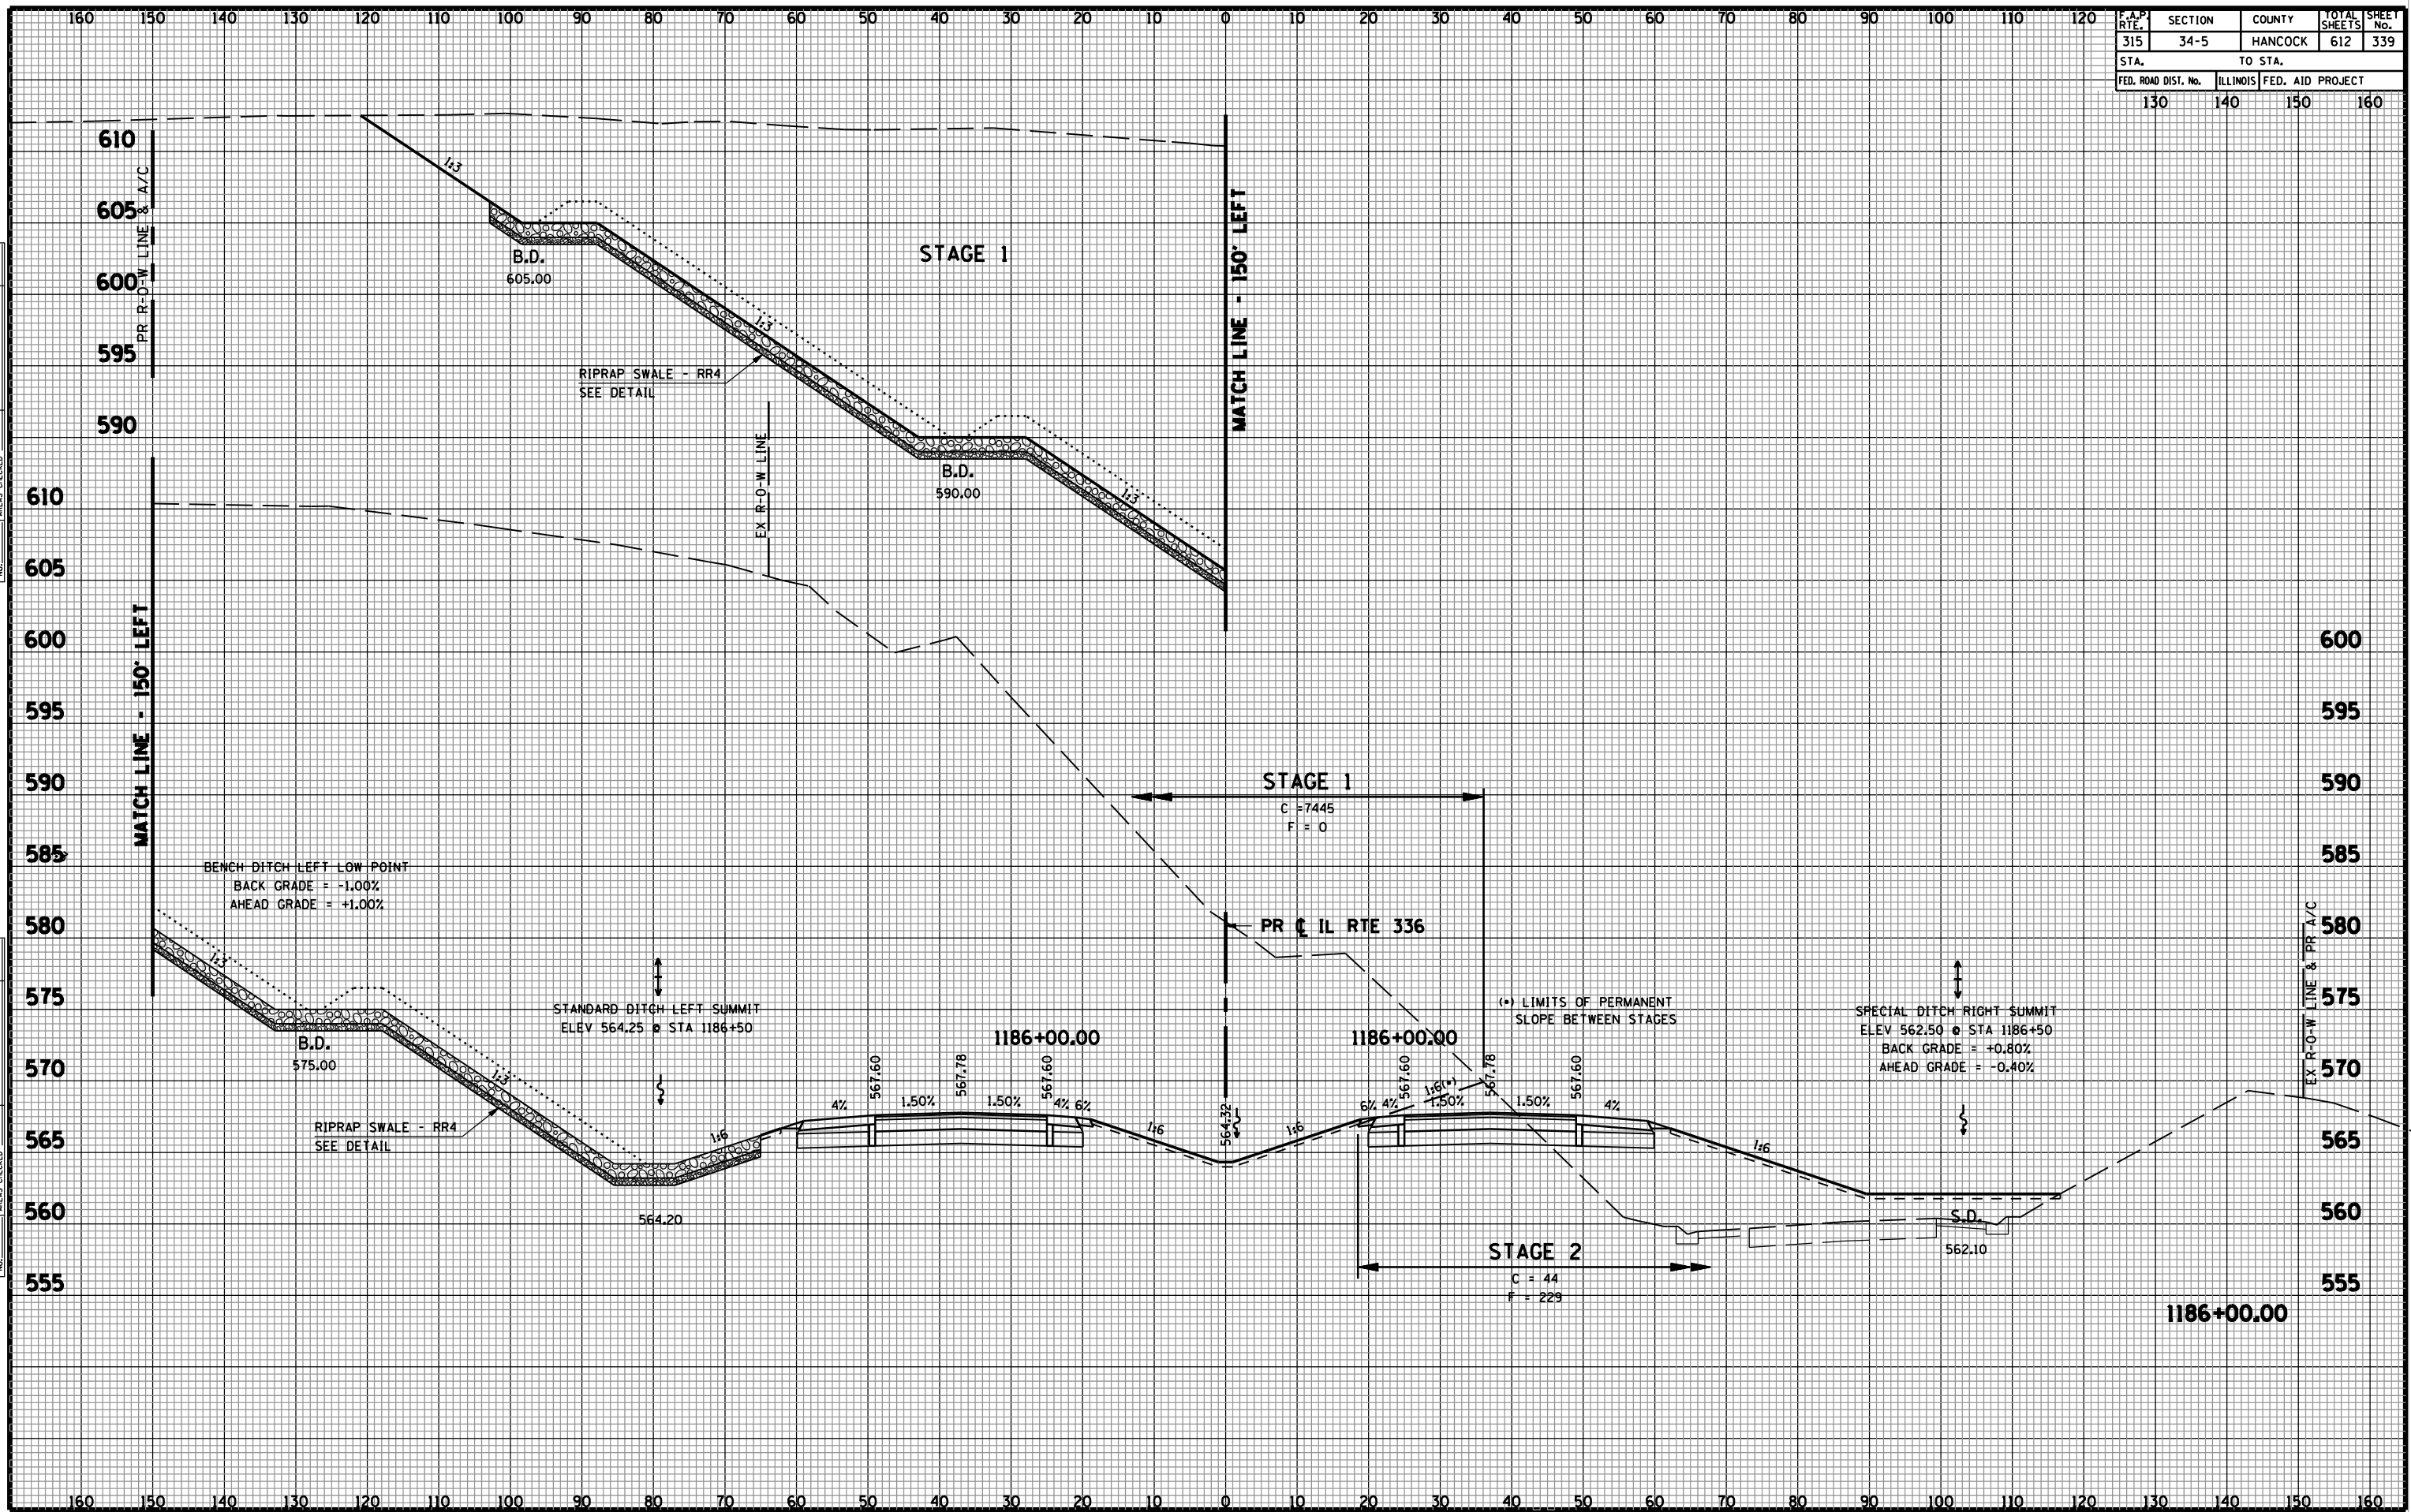 160 150 140 130 120 110 100 90 80 70 60 50 40 30 20 10 0 10 20 30 40 50 60 70 80 90 100 110 120
F.A.P. RTE. SECTION COUNTY TOTAL SHEETS SHEET No.
315 34-5 HANCOCK 612 339
STA. TO STA.
FED. ROAD DIST. No. ILLINOIS FED. AID PROJECT
130 140 150 160
610
605
600
595
590
PR R-O-W LINE & A/C
1:3
B.D.
605.00
STAGE 1
MATCH LINE - 150' LEFT
1:3
RIPRAP SWALE - RR4
SEE DETAIL
EX R-O-W LINE
B.D.
590.00
1:3
610
605
600
595
590
585
580
575
570
565
560
555
MATCH LINE - 150' LEFT
600
595
590
585
580
575
570
565
560
555
STAGE 1
C =7445
F = 0
BENCH DITCH LEFT LOW POINT
BACK GRADE = -1.00%
AHEAD GRADE = +1.00%
PR ℄ IL RTE 336
1:3
B.D.
575.00
1:3
STANDARD DITCH LEFT SUMMIT
ELEV 564.25 @ STA 1186+50
1186+00.00
1186+00.00
(•) LIMITS OF PERMANENT
SLOPE BETWEEN STAGES
SPECIAL DITCH RIGHT SUMMIT
ELEV 562.50 @ STA 1186+50
BACK GRADE = +0.80%
AHEAD GRADE = -0.40%
EX R-O-W LINE & PR A/C
567.60
567.78
567.60
567.60
567.78
567.60
4% 1.50% 1.50% 4% 6%
6% 4% 1.50% 1.50% 4%
1:6(•)
RIPRAP SWALE - RR4
SEE DETAIL
1:6
1:6
564.32
1:6
1:6
564.20
S.D.
562.10
STAGE 2
C = 44
F = 229
1186+00.00
160 150 140 130 120 110 100 90 80 70 60 50 40 30 20 10 0 10 20 30 40 50 60 70 80 90 100 110 120 130 140 150 160